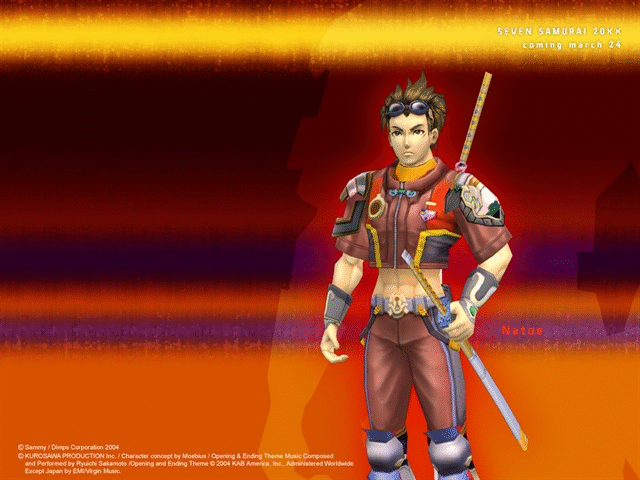 SEVEN SAMURAI 20XX
coming march 24
Natoe
© Sammy / Dimps Corporation 2004
© KUROSAWA PRODUCTION Inc. / Character concept by Moebius / Opening & Ending Theme Music Composed
and Performed by Ryuichi Sakamoto /Opening and Ending Theme © 2004 KAB America, Inc., Administered Worldwide
Except Japan by EMI/Virgin Music.